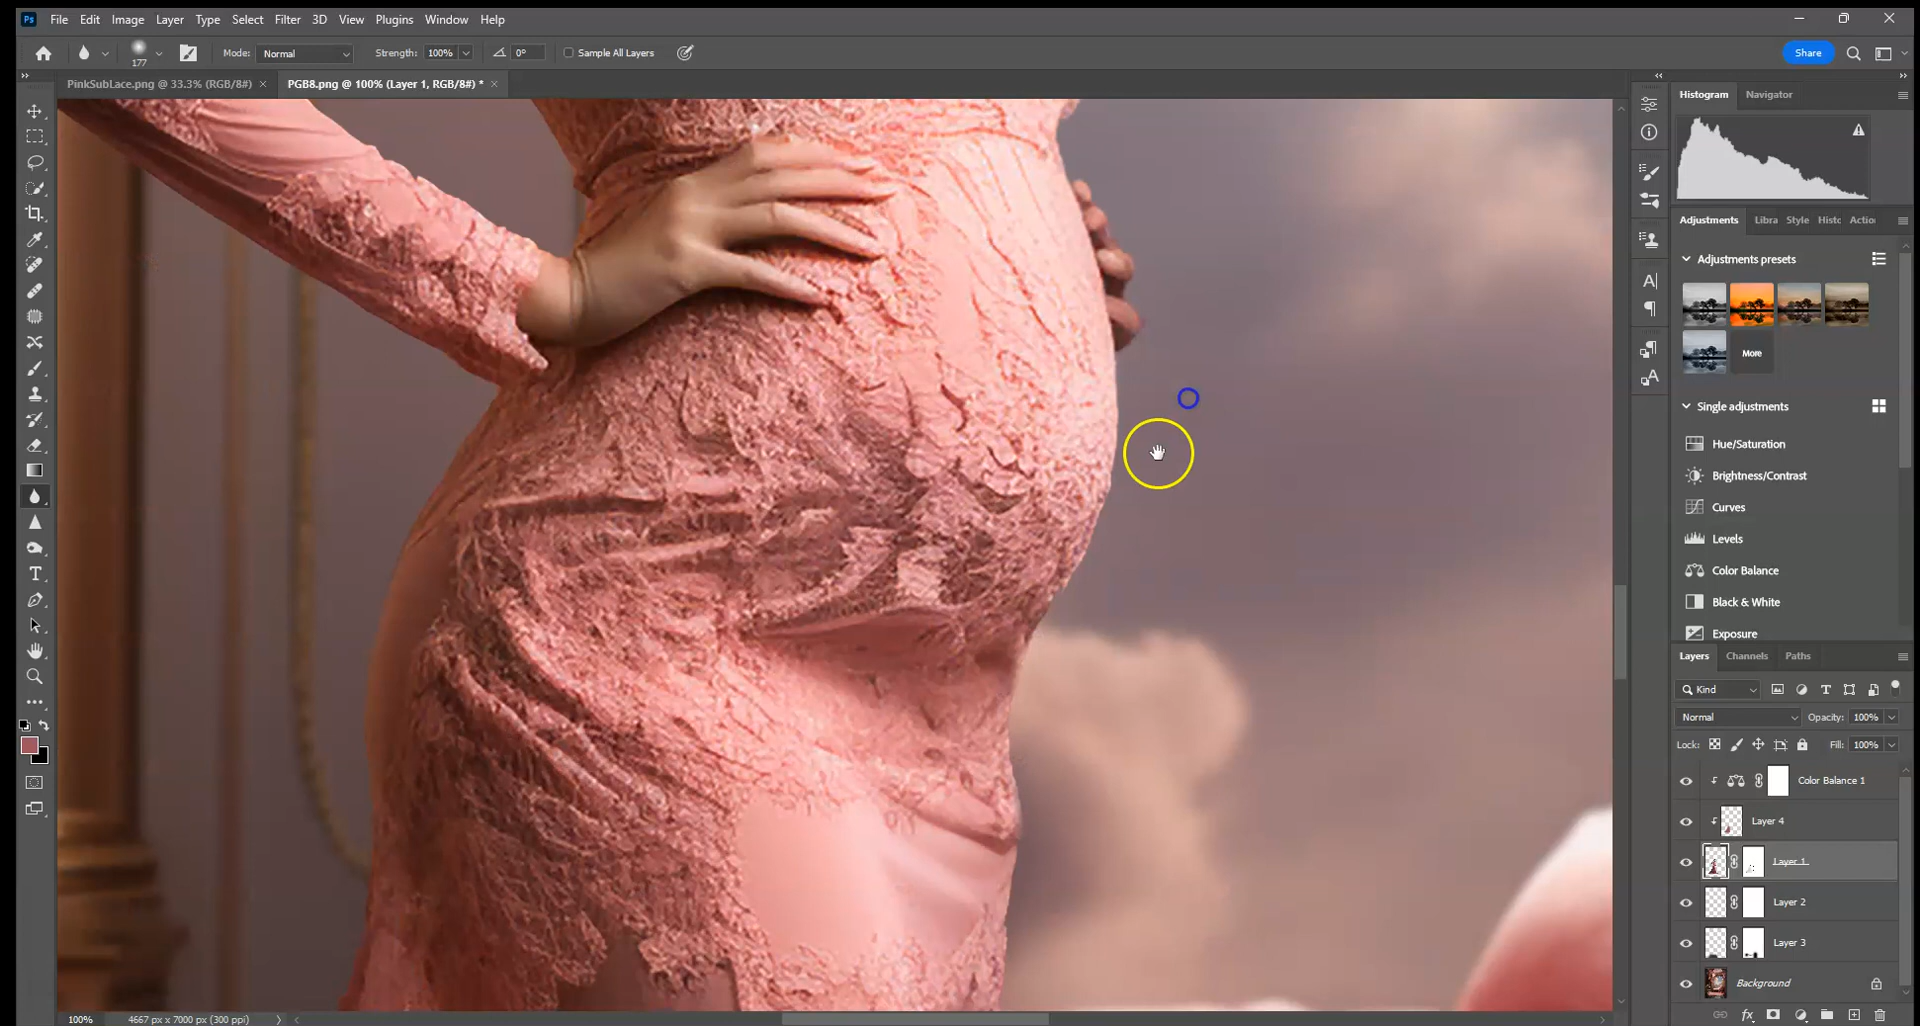 Ps File Edit Image Layer Type Select Filter 3D View Plugins Window Help
177 Mode: Normal Strength: 100% 0° Sample All Layers Share
PinkSubLace.png @ 33.3% (RGB/8#) × PGB8.png @ 100% (Layer 1, RGB/8#) * ×
Histogram Navigator
Adjustments Libra Style Histo Actio
Adjustments presets
More
Single adjustments
Hue/Saturation
Brightness/Contrast
Curves
Levels
Color Balance
Black & White
Exposure
Layers Channels Paths
Kind
Normal Opacity: 100%
Lock: Fill: 100%
Color Balance 1
Layer 4
Layer 1
Layer 2
Layer 3
Background
100% 4667 px x 7000 px (300 ppi)